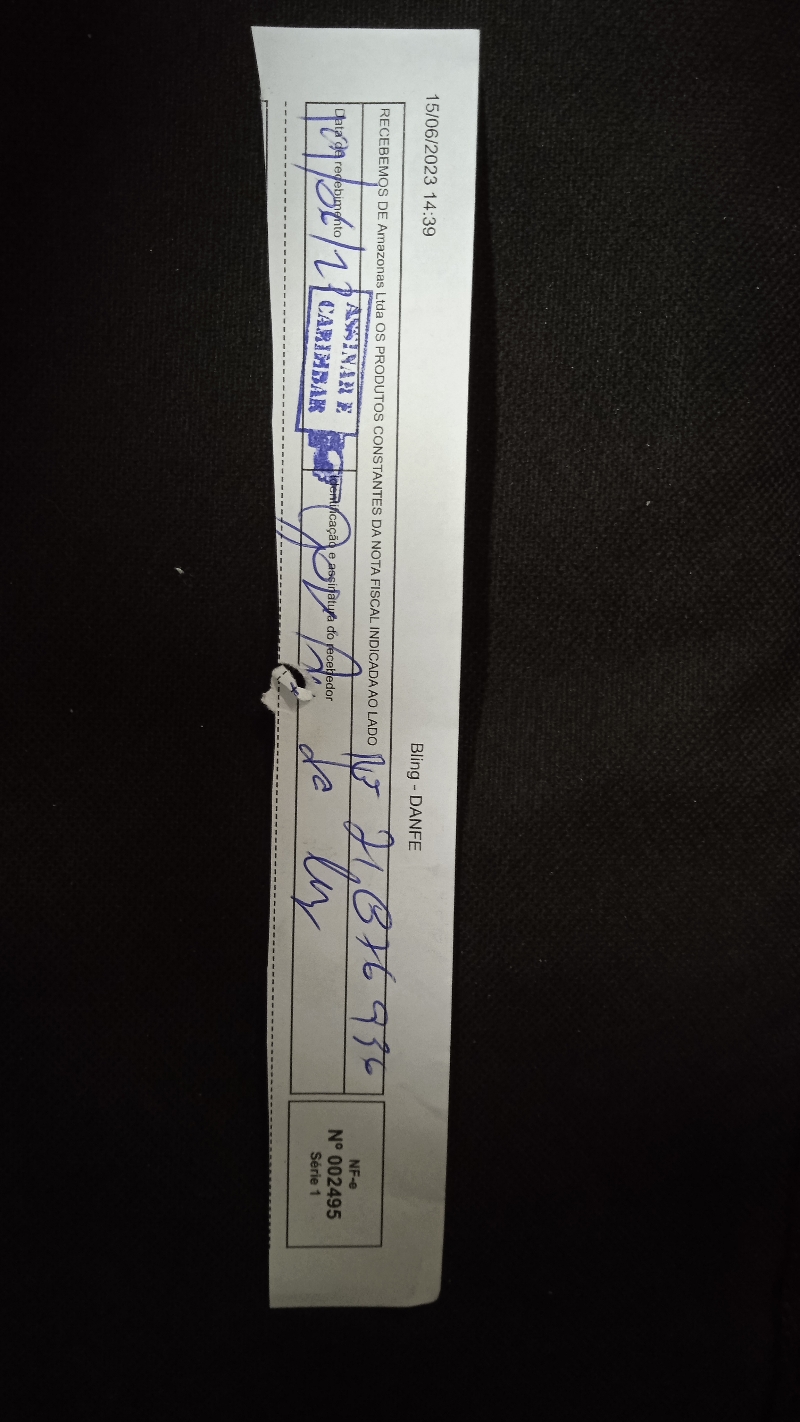 15/06/2023 14:39
Bling - DANFE
RECEBEMOS DE Amazonas Ltda OS PRODUTOS CONSTANTES DA NOTA FISCAL INDICADA AO LADO
Data de recebimento
ASSINAR E
CARIMBAR
Identificação e assinatura do recebedor
NF-e
Nº 002495
Série 1